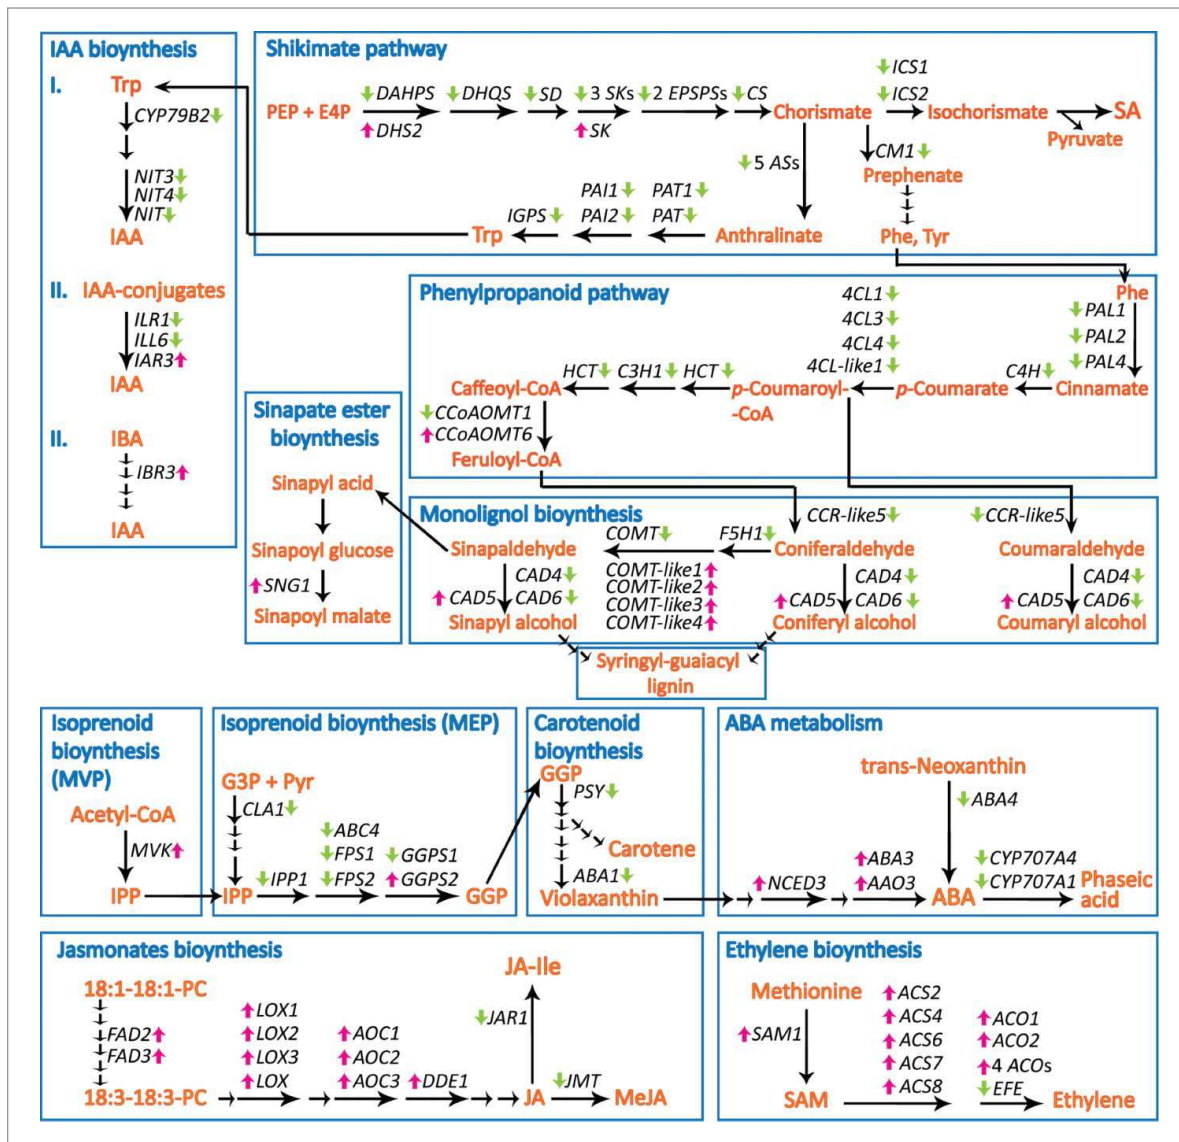 IAA bioynthesis
I.
Trp
CYP79B2
NIT3
NIT4
NIT
IAA
II. IAA-conjugates
ILR1
ILL6
IAR3
IAA
II.
IBA
IBR3
IAA
Shikimate pathway
PEP + E4P
DAHPS
DHS2
DHQS
SD
3 SKs
SK
2 EPSPSs
CS
Chorismate
ICS1
ICS2
Isochorismate
SA
Pyruvate
5 ASs
CM1
Prephenate
Phe, Tyr
Anthralinate
PAT1
PAT
PAI1
PAI2
IGPS
Trp
Phenylpropanoid pathway
Phe
PAL1
PAL2
PAL4
Cinnamate
C4H
p-Coumarate
4CL1
4CL3
4CL4
4CL-like1
p-Coumaroyl-
-CoA
HCT
C3H1
HCT
Caffeoyl-CoA
CCoAOMT1
CCoAOMT6
Feruloyl-CoA
Sinapate ester
bioynthesis
Sinapyl acid
Sinapoyl glucose
SNG1
Sinapoyl malate
Monolignol bioynthesis
CCR-like5
CCR-like5
Sinapaldehyde
COMT
F5H1
Coniferaldehyde
Coumaraldehyde
COMT-like1
COMT-like2
COMT-like3
COMT-like4
CAD4
CAD5
CAD6
CAD4
CAD5
CAD6
CAD4
CAD5
CAD6
Sinapyl alcohol
Coniferyl alcohol
Coumaryl alcohol
Syringyl-guaiacyl
lignin
Isoprenoid
bioynthesis
(MVP)
Acetyl-CoA
MVK
IPP
Isoprenoid bioynthesis (MEP)
G3P + Pyr
CLA1
IPP
IPP1
ABC4
FPS1
FPS2
GGPS1
GGPS2
GGP
Carotenoid
bioynthesis
GGP
PSY
Carotene
ABA1
Violaxanthin
ABA metabolism
trans-Neoxanthin
ABA4
NCED3
ABA3
AAO3
ABA
CYP707A4
CYP707A1
Phaseic
acid
Jasmonates bioynthesis
18:1-18:1-PC
FAD2
FAD3
18:3-18:3-PC
LOX1
LOX2
LOX3
LOX
AOC1
AOC2
AOC3
DDE1
JA-Ile
JAR1
JA
JMT
MeJA
Ethylene bioynthesis
Methionine
SAM1
SAM
ACS2
ACS4
ACS6
ACS7
ACS8
ACO1
ACO2
4 ACOs
EFE
Ethylene